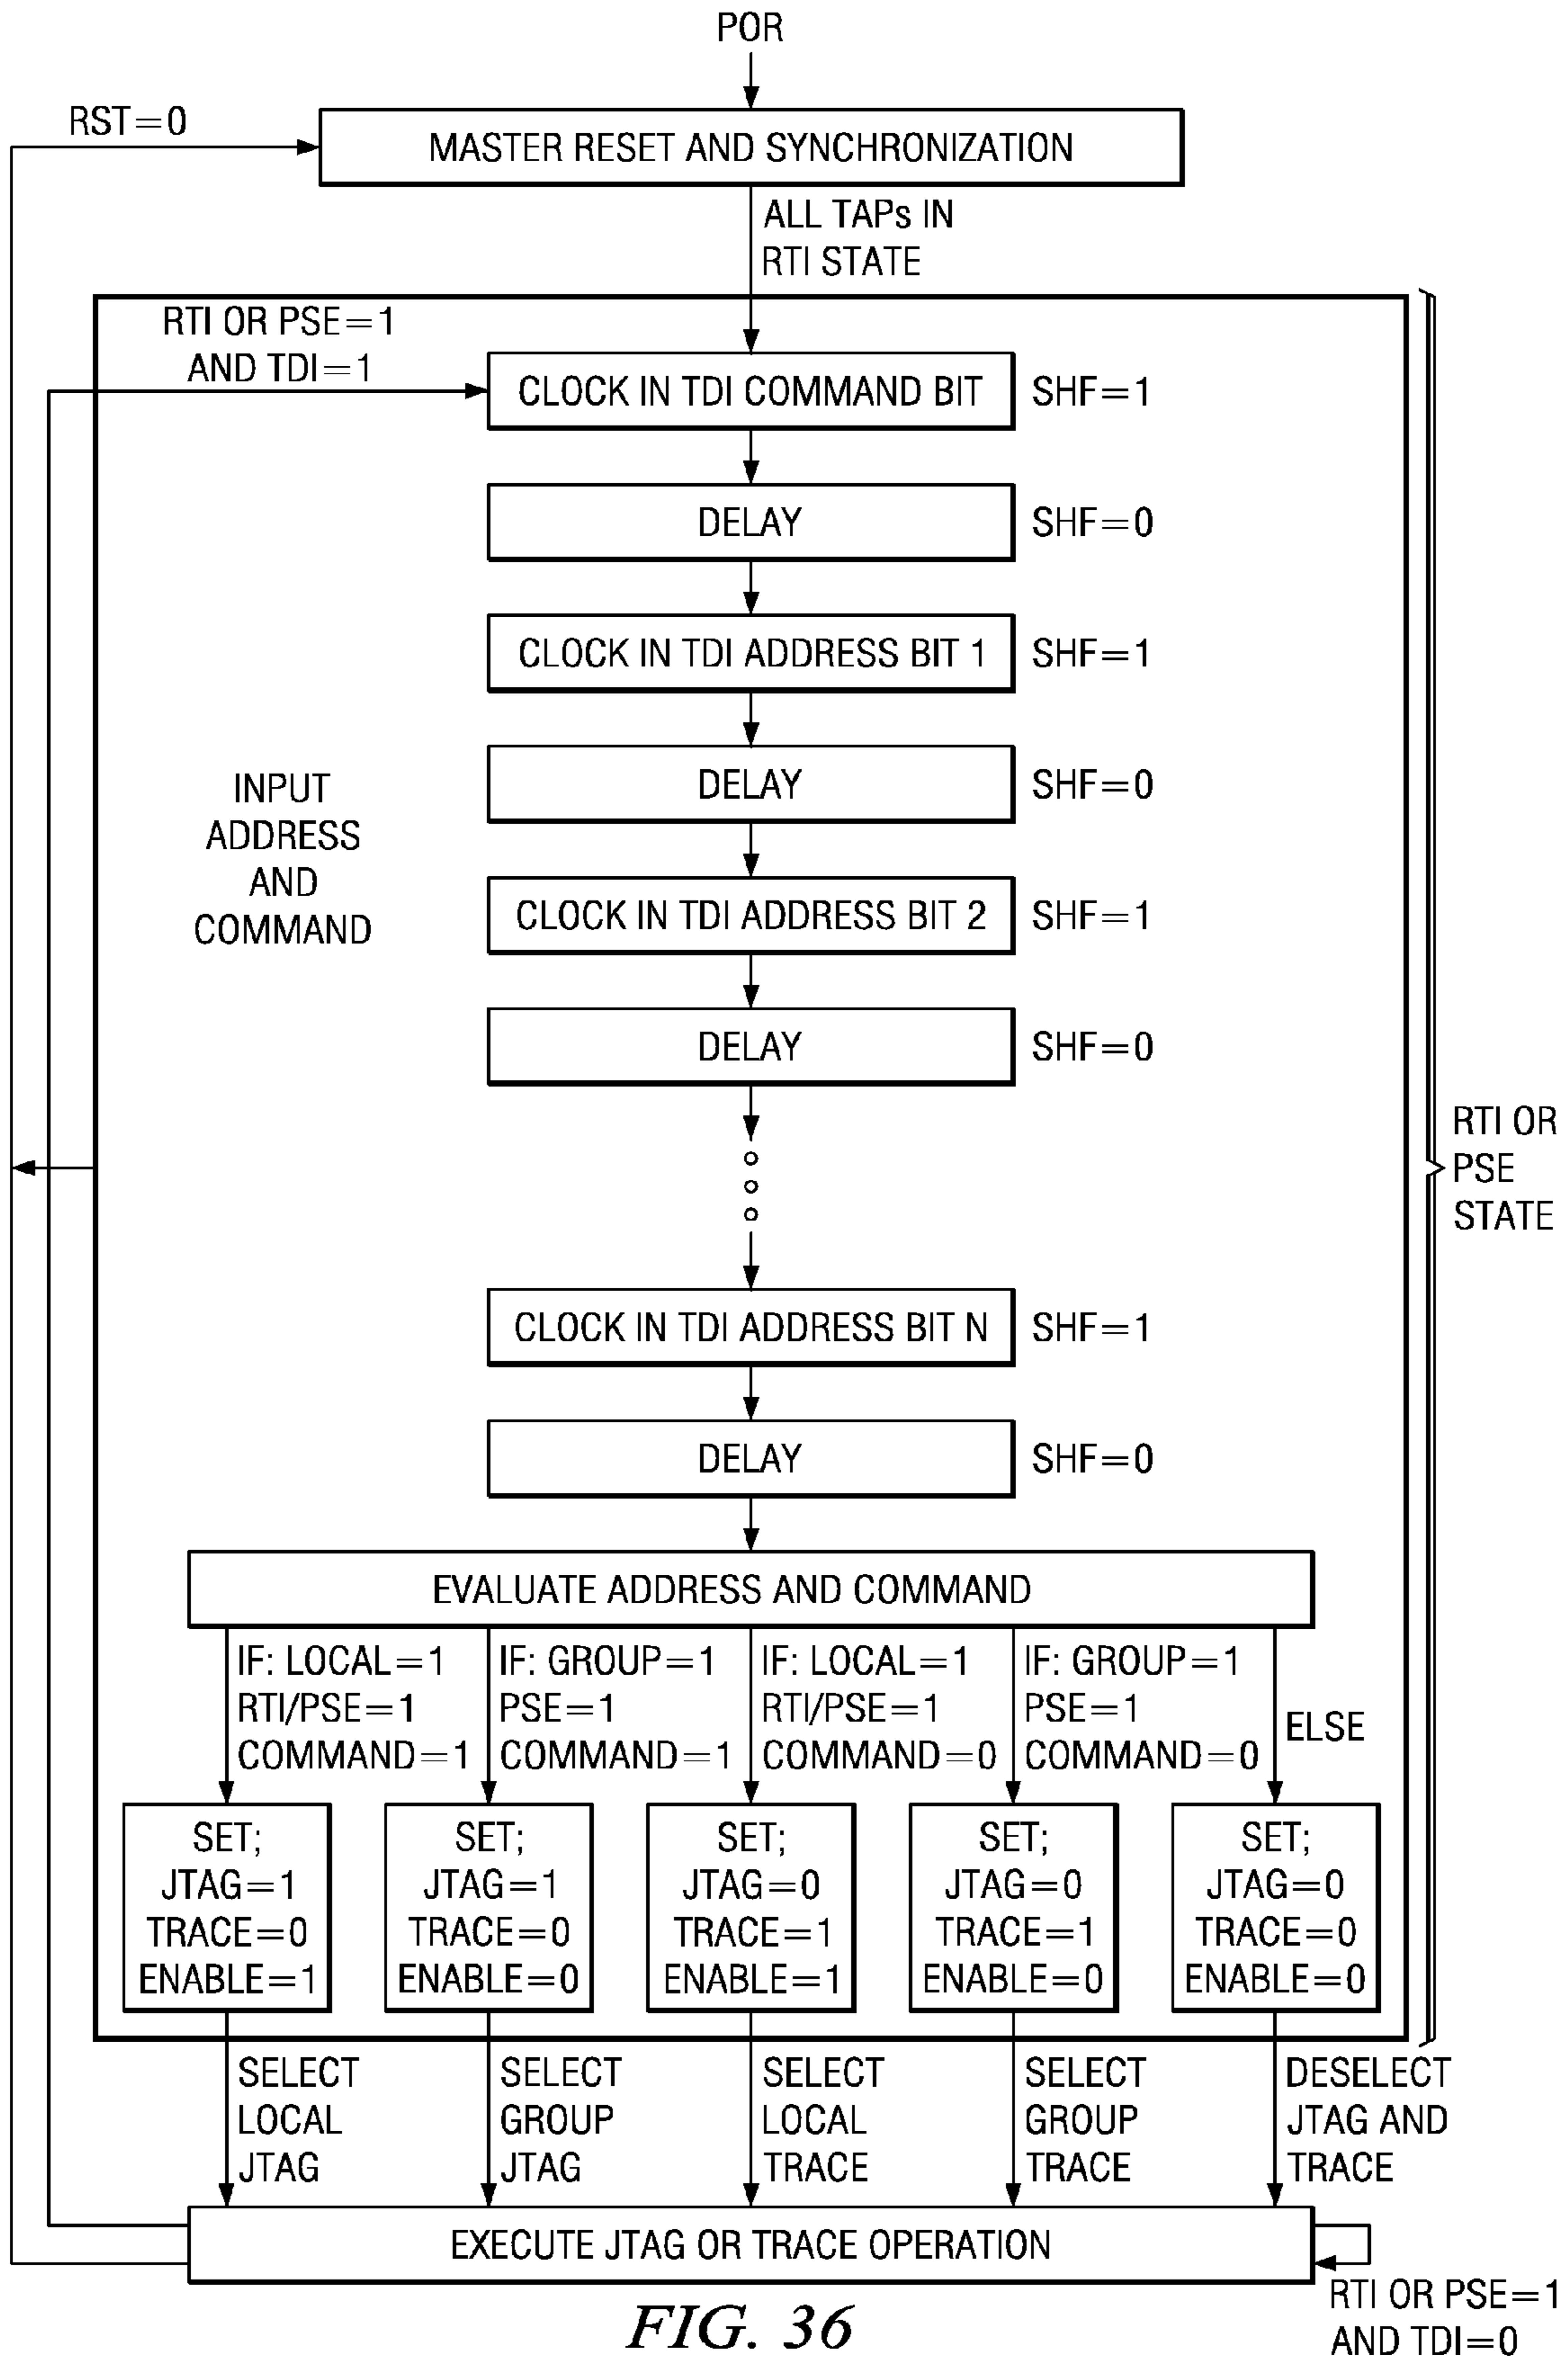 POR
RST=0
MASTER RESET AND SYNCHRONIZATION
ALL TAPs IN
RTI STATE
RTI OR PSE=1
AND TDI=1
CLOCK IN TDI COMMAND BIT
SHF=1
DELAY
SHF=0
CLOCK IN TDI ADDRESS BIT 1
SHF=1
DELAY
SHF=0
INPUT
ADDRESS
AND
COMMAND
CLOCK IN TDI ADDRESS BIT 2
SHF=1
DELAY
SHF=0
RTI OR
PSE
STATE
CLOCK IN TDI ADDRESS BIT N
SHF=1
DELAY
SHF=0
EVALUATE ADDRESS AND COMMAND
IF: LOCAL=1
RTI/PSE=1
COMMAND=1
IF: GROUP=1
PSE=1
COMMAND=1
IF: LOCAL=1
RTI/PSE=1
COMMAND=0
IF: GROUP=1
PSE=1
COMMAND=0
ELSE
SET;
JTAG=1
TRACE=0
ENABLE=1
SET;
JTAG=1
TRACE=0
ENABLE=0
SET;
JTAG=0
TRACE=1
ENABLE=1
SET;
JTAG=0
TRACE=1
ENABLE=0
SET;
JTAG=0
TRACE=0
ENABLE=0
SELECT
LOCAL
JTAG
SELECT
GROUP
JTAG
SELECT
LOCAL
TRACE
SELECT
GROUP
TRACE
DESELECT
JTAG AND
TRACE
EXECUTE JTAG OR TRACE OPERATION
RTI OR PSE=1
AND TDI=0
FIG. 36